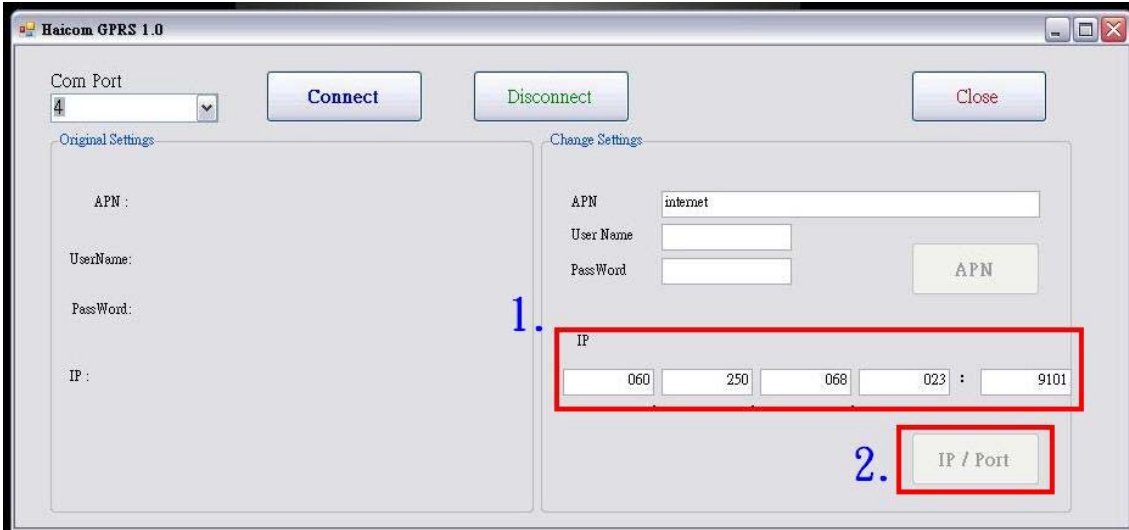 Haicom GPRS 1.0
Com Port
4
Connect
Disconnect
Close
Original Settings
APN :
UserName:
PassWord:
IP :
Change Settings
APN internet
User Name
PassWord
APN
1.
IP
060 250 068 023 : 9101
2.
IP / Port